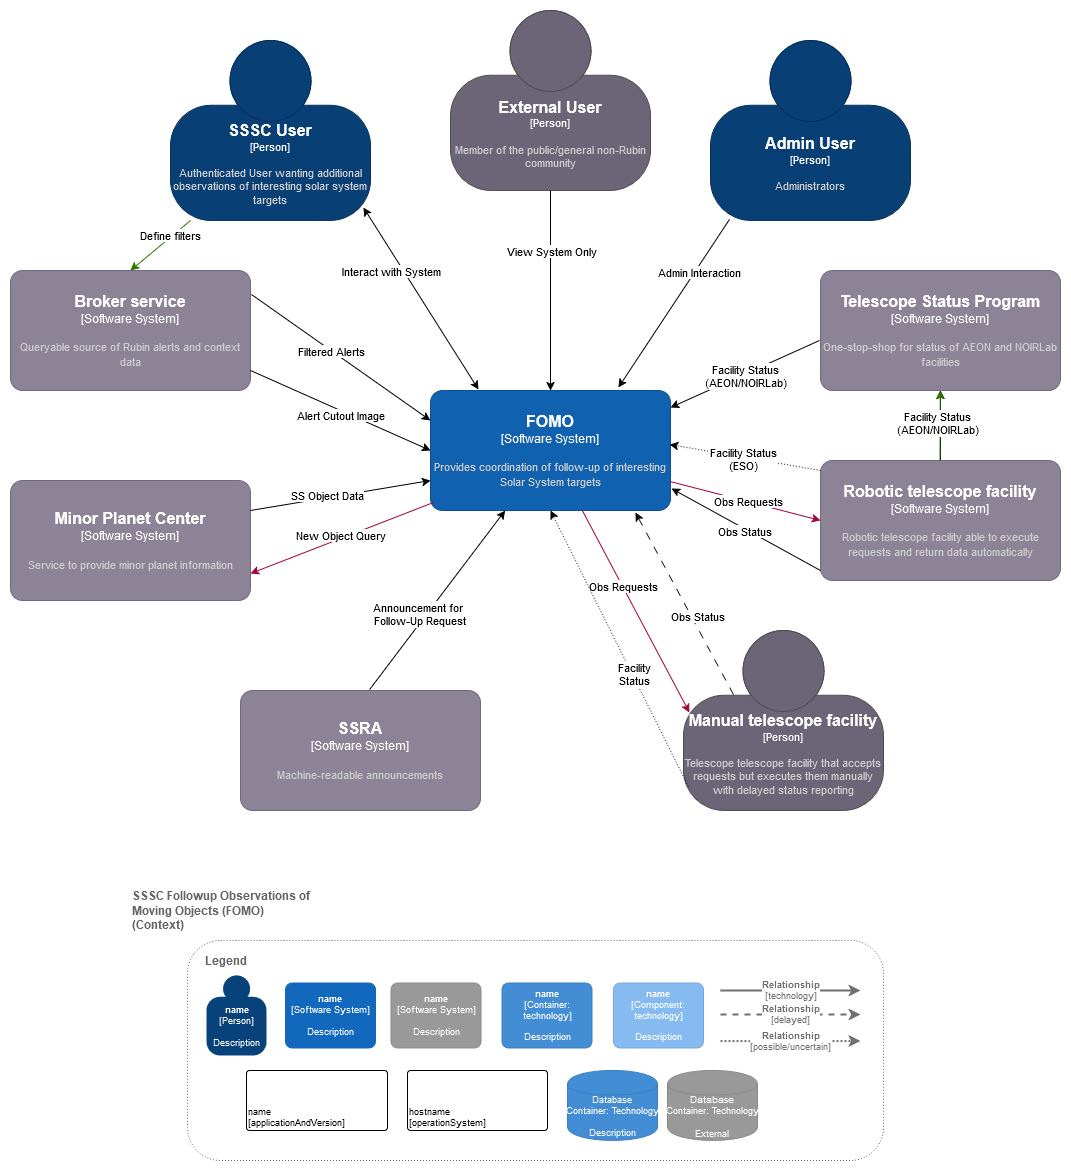 SSSC User
[Person]
Authenticated User wanting additional
observations of interesting solar system
targets
External User
[Person]
Member of the public/general non-Rubin
community
Admin User
[Person]
Administrators
Define filters
Interact with System
View System Only
Admin Interaction
Broker service
[Software System]
Queryable source of Rubin alerts and context
data
Filtered Alerts
Alert Cutout Image
Telescope Status Program
[Software System]
One-stop-shop for status of AEON and NOIRLab
facilities
Facility Status
(AEON/NOIRLab)
Facility Status
(AEON/NOIRLab)
FOMO
[Software System]
Provides coordination of follow-up of interesting
Solar System targets
Facility Status
(ESO)
Obs Requests
Obs Status
Robotic telescope facility
[Software System]
Robotic telescope facility able to execute
requests and return data automatically
Minor Planet Center
[Software System]
Service to provide minor planet information
SS Object Data
New Object Query
Announcement for
Follow-Up Request
Obs Requests
Obs Status
Facility
Status
SSRA
[Software System]
Machine-readable announcements
Manual telescope facility
[Person]
Telescope telescope facility that accepts
requests but executes them manually
with delayed status reporting
SSSC Followup Observations of
Moving Objects (FOMO)
(Context)
Legend
name
[Person]
Description
name
[Software System]
Description
name
[Software System]
Description
name
[Container:
technology]
Description
name
[Component:
technology]
Description
Relationship
[technology]
Relationship
[delayed]
Relationship
[possible/uncertain]
name
[applicationAndVersion]
hostname
[operationSystem]
Database
Container: Technology
Description
Database
Container: Technology
External